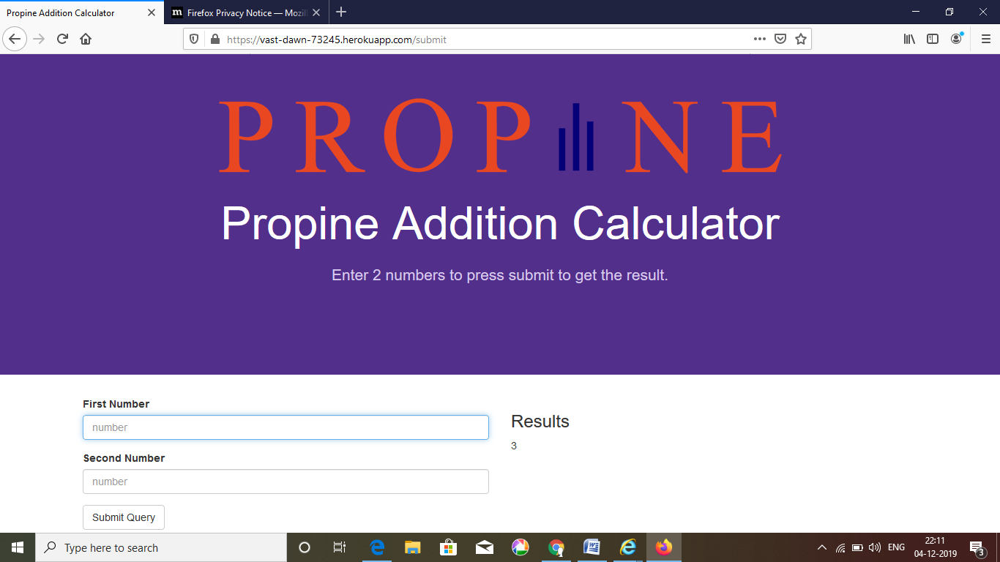 Propine Addition Calculator
m Firefox Privacy Notice — Mozil
https://vast-dawn-73245.herokuapp.com/submit
PROPINE
Propine Addition Calculator
Enter 2 numbers to press submit to get the result.
First Number
number
Results
3
Second Number
number
Submit Query
Type here to search
ENG
22:11
04-12-2019
3